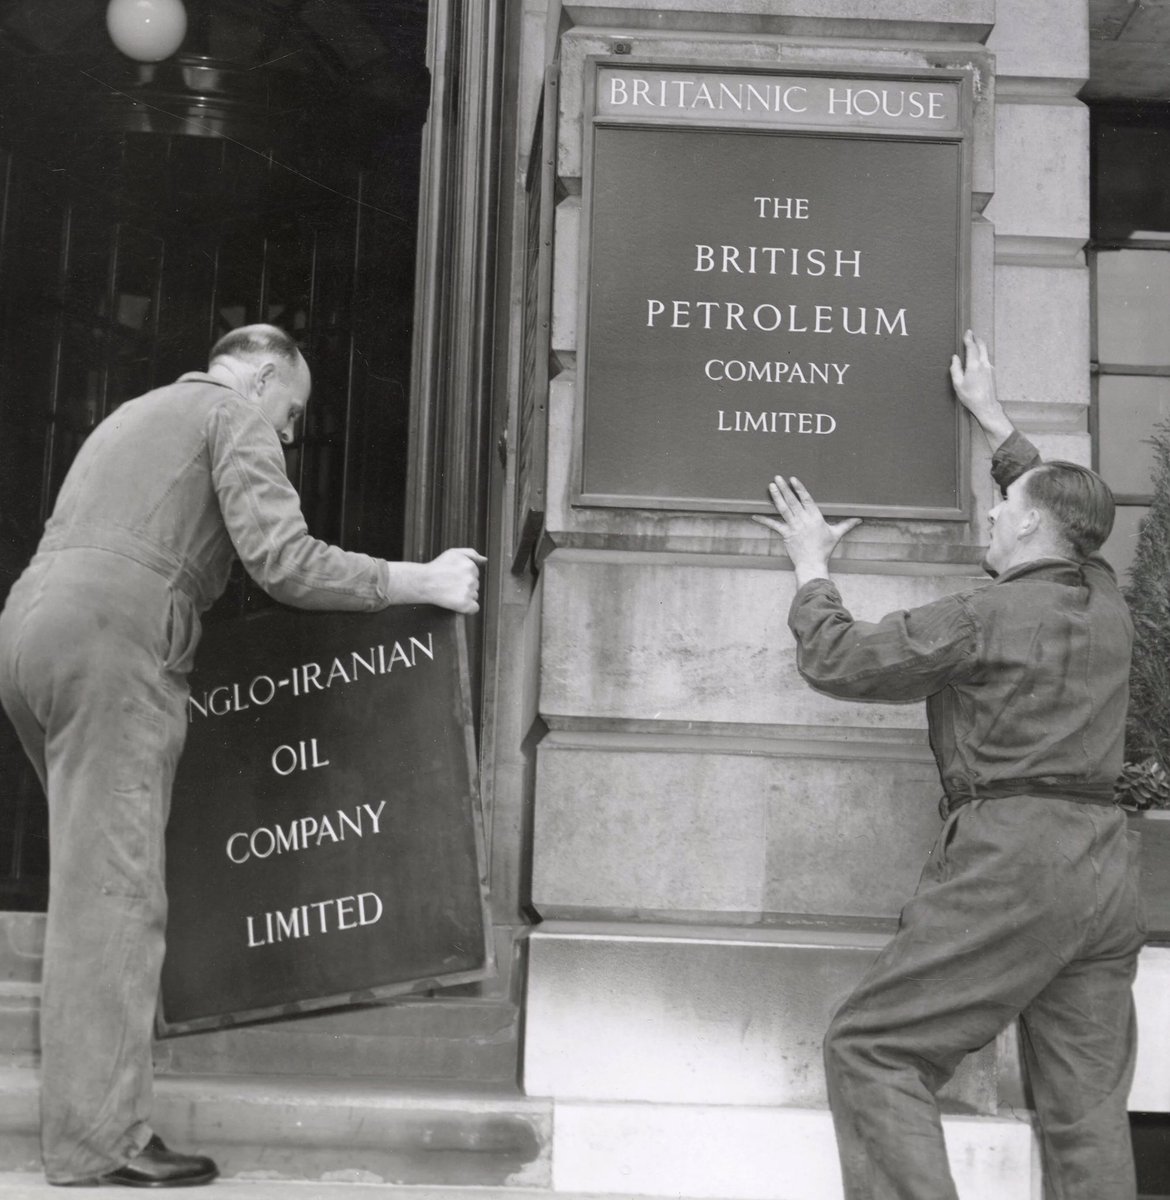 BRITANNIC HOUSE
THE
BRITISH
PETROLEUM
COMPANY
LIMITED
NGLO-IRANIAN
OIL
COMPANY
LIMITED